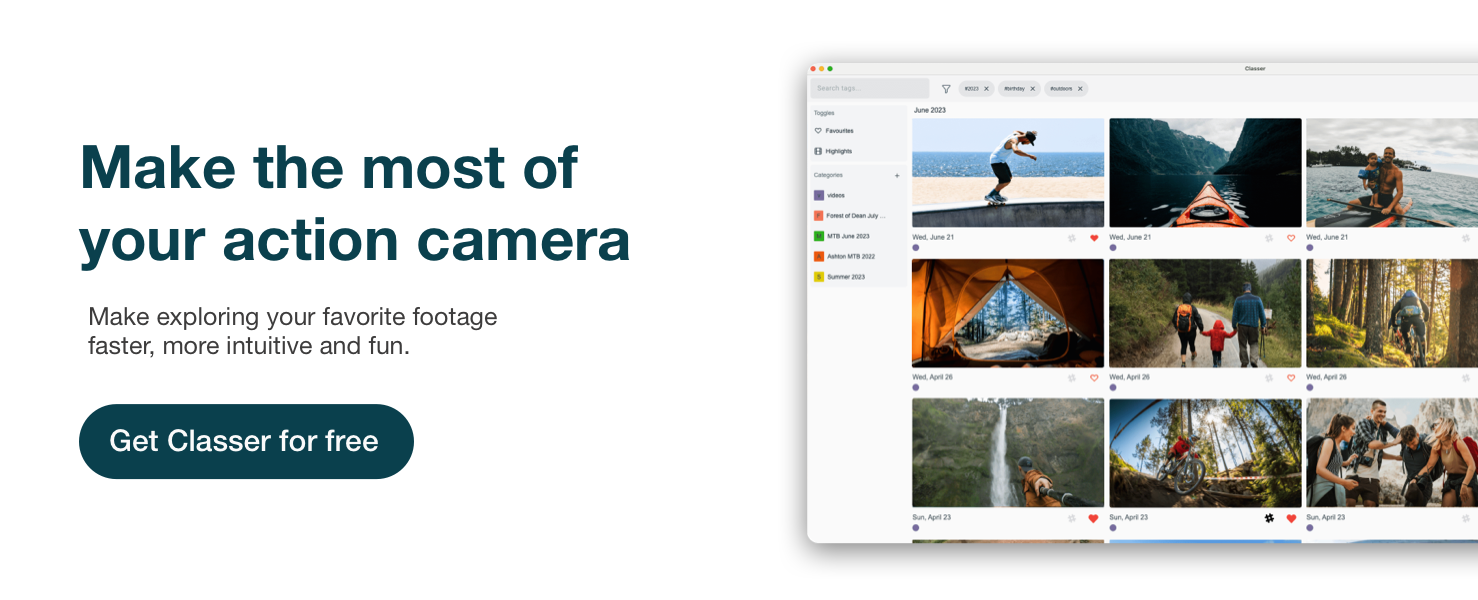 Make the most of
your action camera
Make exploring your favorite footage
faster, more intuitive and fun.
Get Classer for free
Classer
Search tags...
#2023 ✕
#birthday ✕
#outdoors ✕
Toggles
Favourites
Highlights
Categories +
videos
F Forest of Dean July ...
M MTB June 2023
A Ashton MTB 2022
S Summer 2023
June 2023
Wed, June 21
Wed, June 21
Wed, June 21
Wed, April 26
Wed, April 26
Wed, April 26
Sun, April 23
Sun, April 23
Sun, April 23